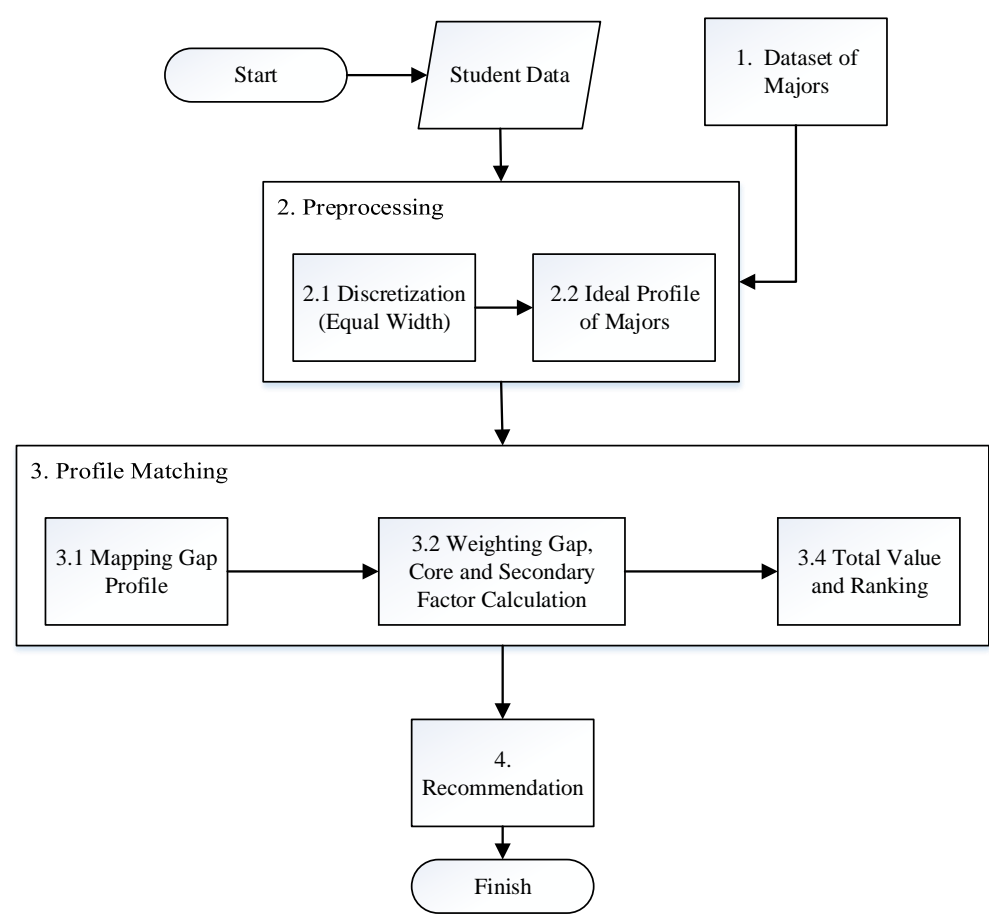 Start
Student Data
1. Dataset of
Majors
2. Preprocessing
2.1 Discretization
(Equal Width)
2.2 Ideal Profile
of Majors
3. Profile Matching
3.1 Mapping Gap
Profile
3.2 Weighting Gap,
Core and Secondary
Factor Calculation
3.4 Total Value
and Ranking
4.
Recommendation
Finish